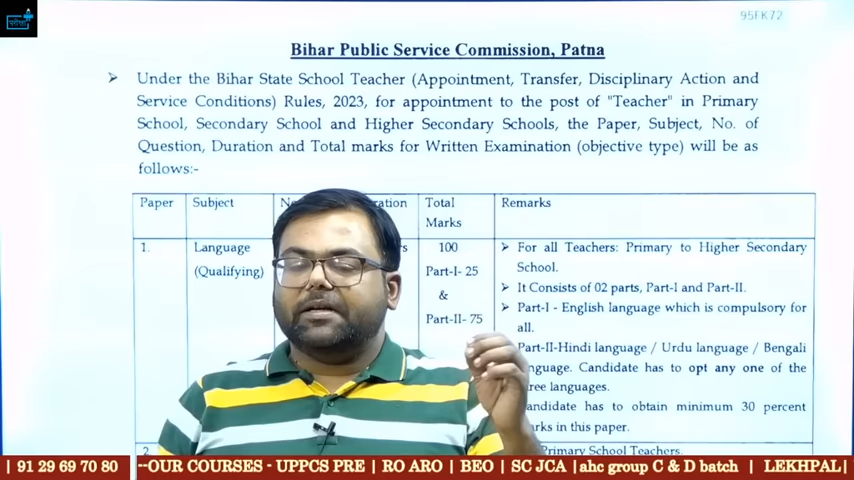 परीक्षा
95FK72
Bihar Public Service Commission, Patna
➢ Under the Bihar State School Teacher (Appointment, Transfer, Disciplinary Action and
Service Conditions) Rules, 2023, for appointment to the post of "Teacher" in Primary
School, Secondary School and Higher Secondary Schools, the Paper, Subject, No. of
Question, Duration and Total marks for Written Examination (objective type) will be as
follows:-
Paper Subject Total Remarks
Marks
1. Language 100 ➢ For all Teachers: Primary to Higher Secondary
(Qualifying) Part-I- 25 School.
& ➢ It Consists of 02 parts, Part-I and Part-II.
Part-II- 75 ➢ Part-I - English language which is compulsory for
all.
Part-II-Hindi language / Urdu language / Bengali
language. Candidate has to opt any one of the
three languages.
Candidate has to obtain minimum 30 percent
marks in this paper.
2 Primary School Teachers.
| 91 29 69 70 80 --OUR COURSES - UPPCS PRE | RO ARO | BEO | SC JCA |ahc group C & D batch | LEKHPAL|